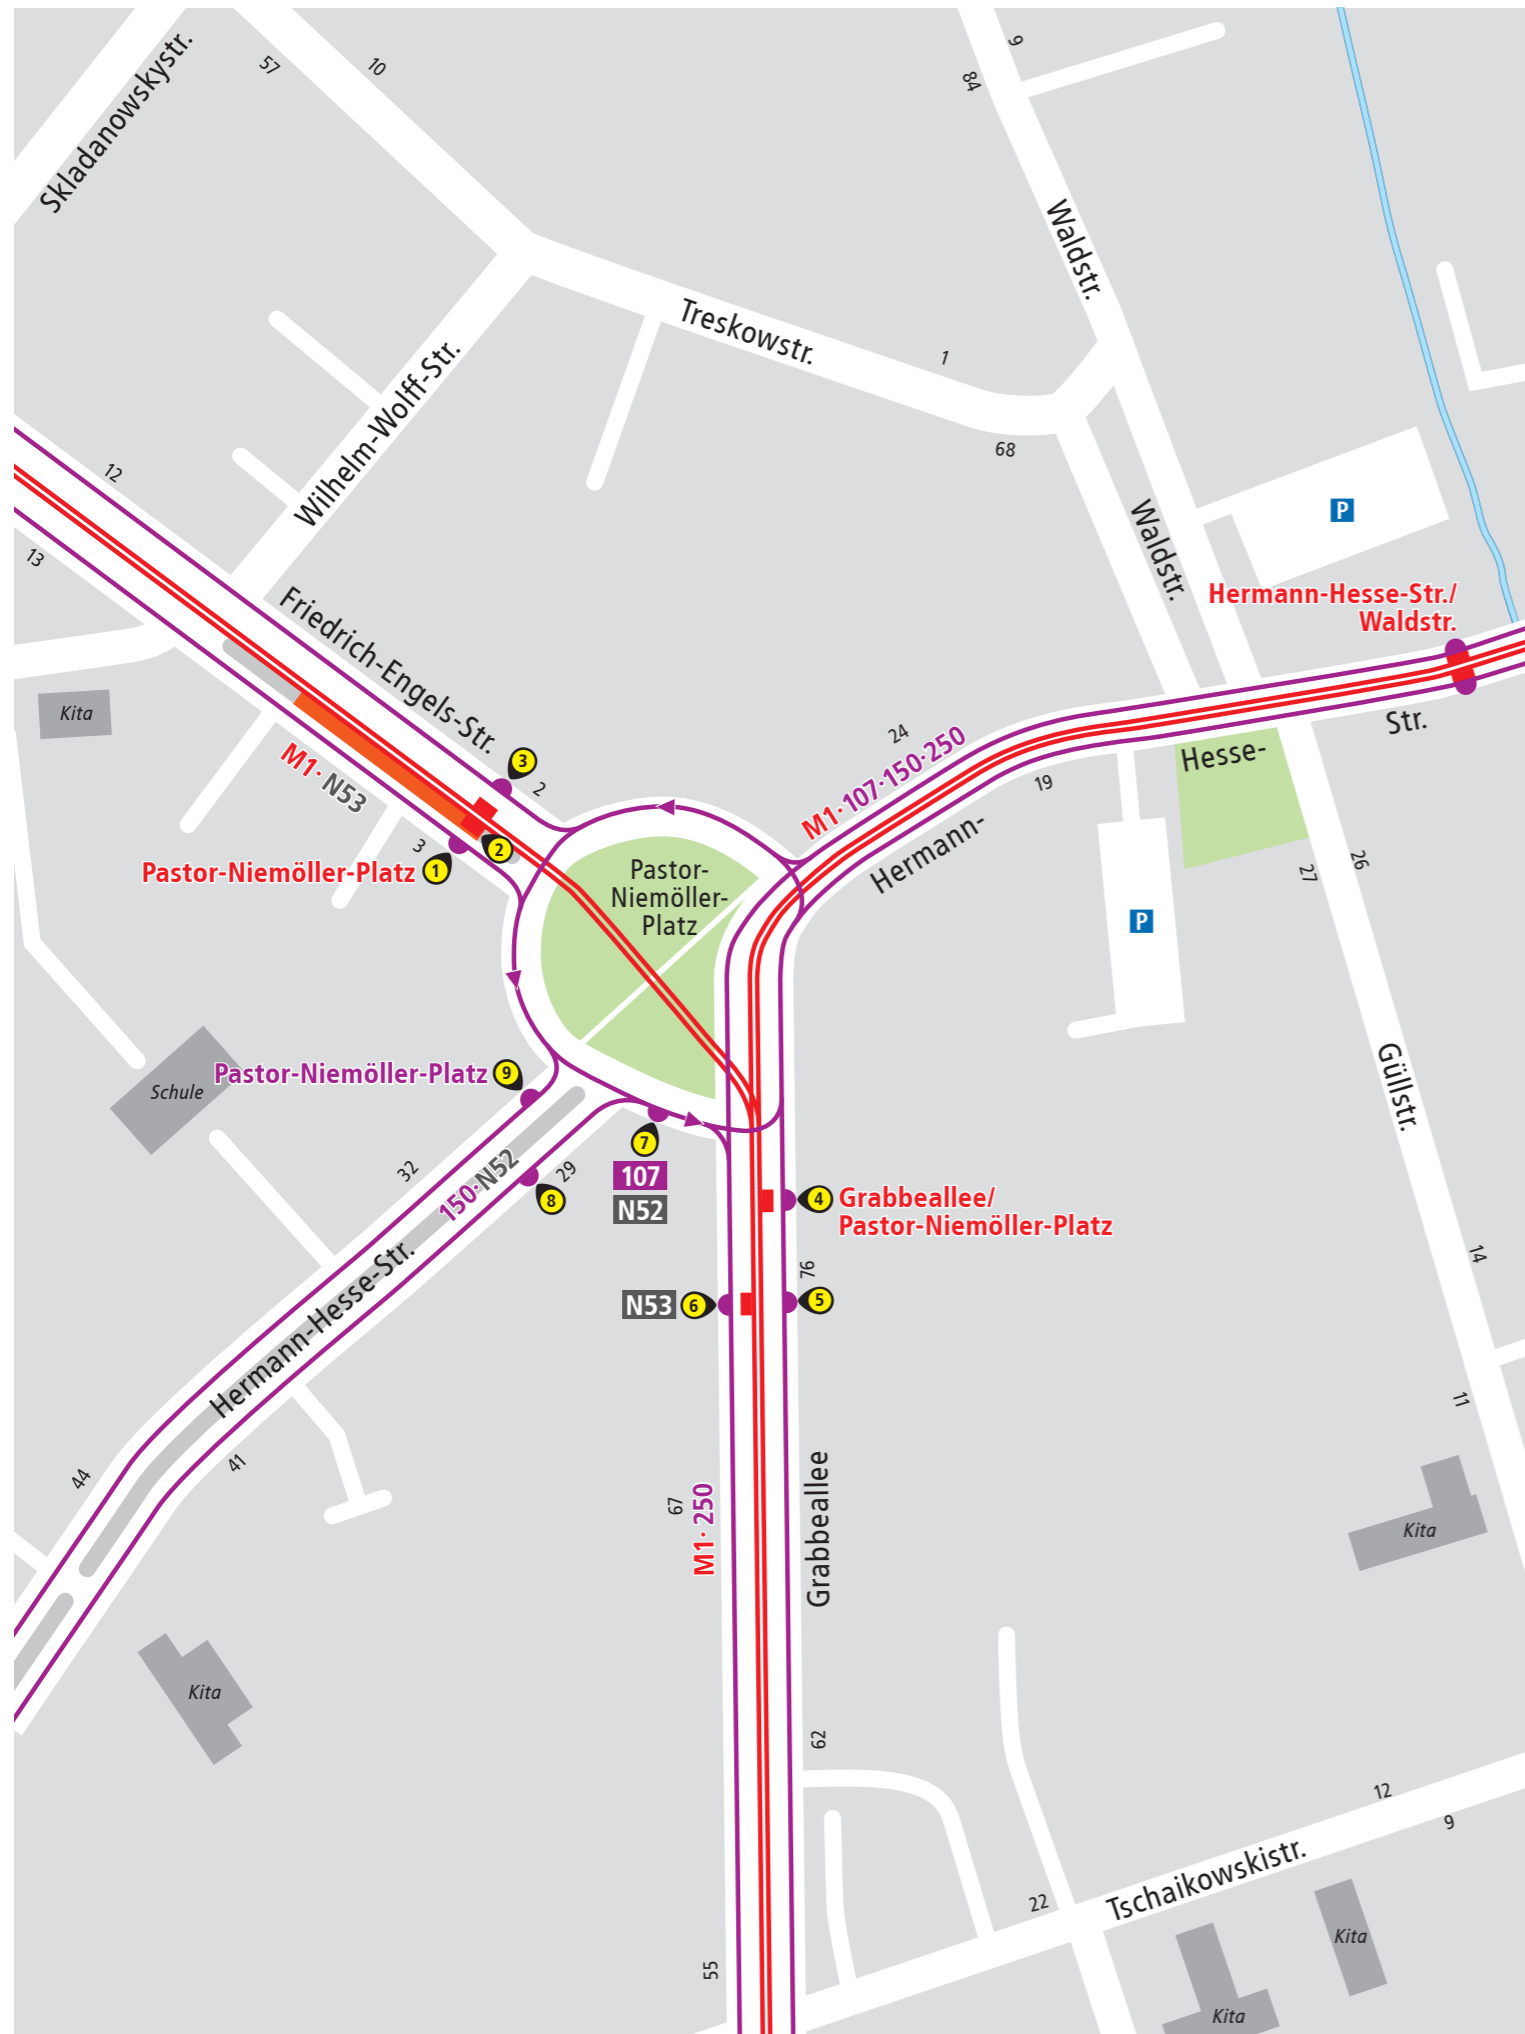 Skladanowskystr.
57
10
9
84
Waldstr.
Treskowstr.
1
68
Wilhelm-Wolff-Str.
12
13
Waldstr.
P
Hermann-Hesse-Str./
Waldstr.
Friedrich-Engels-Str.
Kita
M1· N53
3
2
24
M1·107·150·250
19
Hermann-
Hesse-
Str.
3
Pastor-Niemöller-Platz
1
2
Pastor-
Niemöller-
Platz
27
26
P
Pastor-Niemöller-Platz
9
Schule
7
107
N52
32
150·N52
29
8
4
Grabbeallee/
Pastor-Niemöller-Platz
76
Güllstr.
14
N53
6
5
Hermann-Hesse-Str.
44
41
67
M1· 250
Grabbeallee
11
Kita
Kita
62
12
9
22
Tschaikowskistr.
55
Kita
Kita